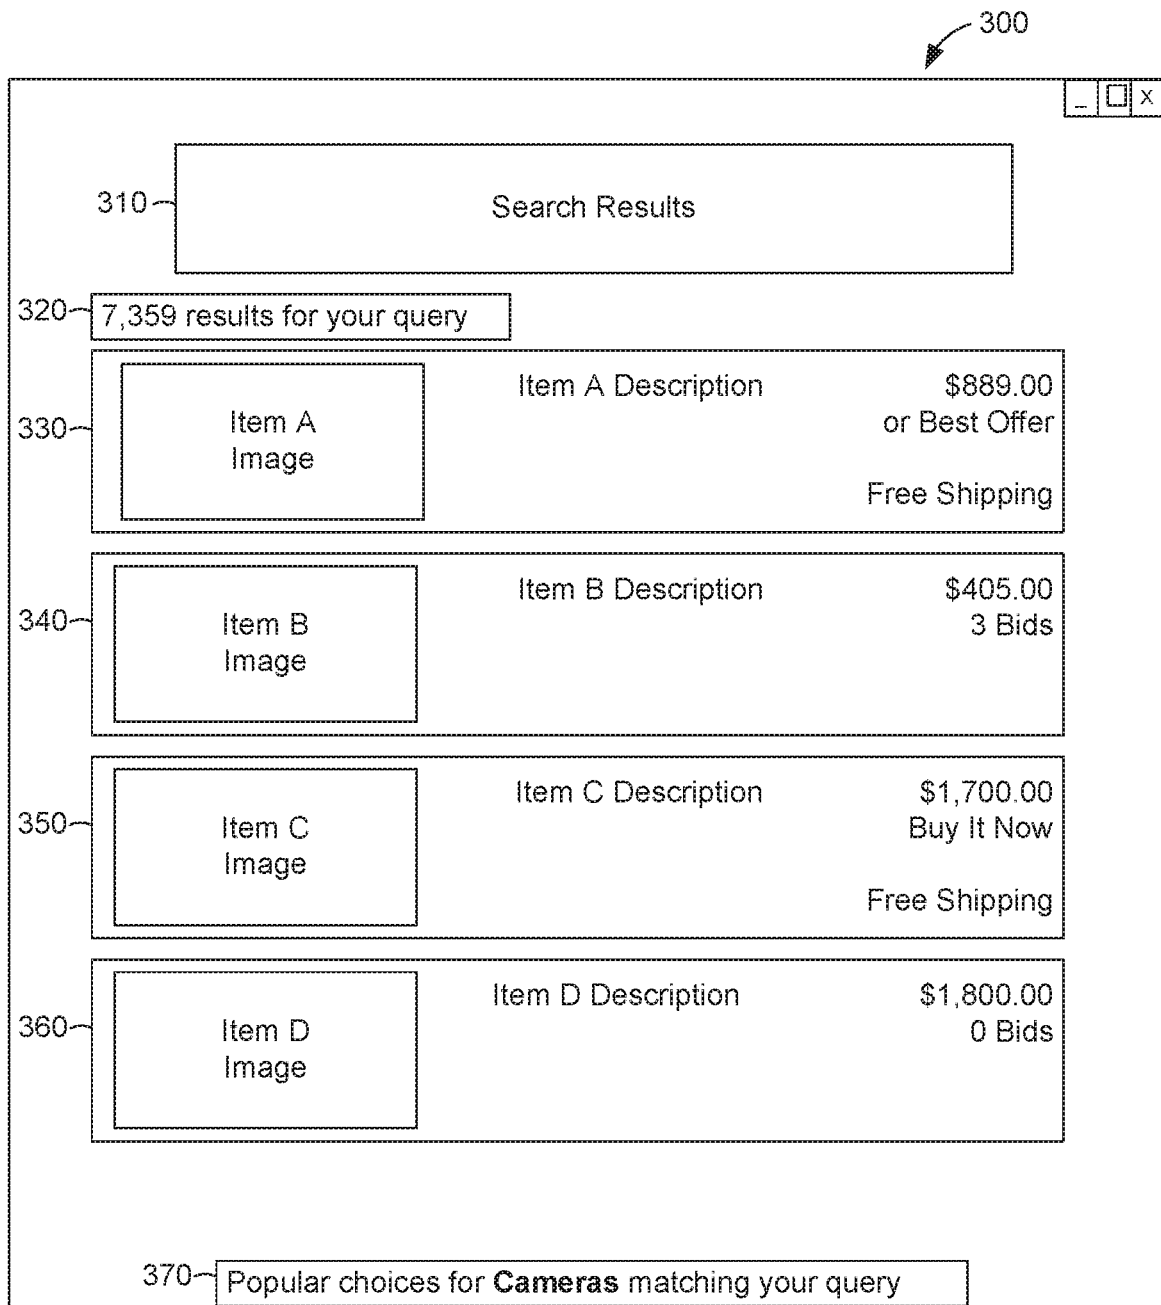 300
_ X
310 Search Results
320 7,359 results for your query
330
Item A
Image
Item A Description
$889.00
or Best Offer
Free Shipping
340
Item B
Image
Item B Description
$405.00
3 Bids
350
Item C
Image
Item C Description
$1,700.00
Buy It Now
Free Shipping
360
Item D
Image
Item D Description
$1,800.00
0 Bids
370 Popular choices for Cameras matching your query